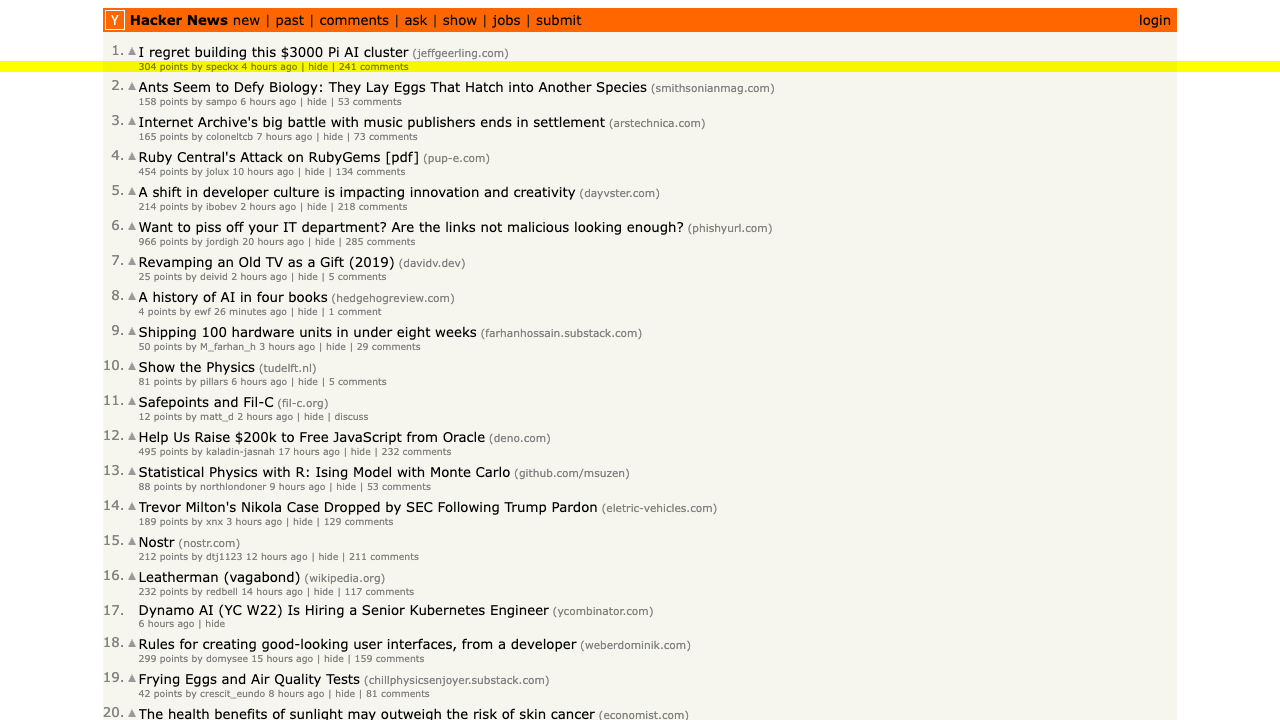 Y Hacker News new | past | comments | ask | show | jobs | submit login
1. I regret building this $3000 Pi AI cluster (jeffgeerling.com)
304 points by speckx 4 hours ago | hide | 241 comments
2. Ants Seem to Defy Biology: They Lay Eggs That Hatch into Another Species (smithsonianmag.com)
158 points by sampo 6 hours ago | hide | 53 comments
3. Internet Archive's big battle with music publishers ends in settlement (arstechnica.com)
165 points by coloneltcb 7 hours ago | hide | 73 comments
4. Ruby Central's Attack on RubyGems [pdf] (pup-e.com)
454 points by jolux 10 hours ago | hide | 134 comments
5. A shift in developer culture is impacting innovation and creativity (dayvster.com)
214 points by ibobev 2 hours ago | hide | 218 comments
6. Want to piss off your IT department? Are the links not malicious looking enough? (phishyurl.com)
966 points by jordigh 20 hours ago | hide | 285 comments
7. Revamping an Old TV as a Gift (2019) (davidv.dev)
25 points by deivid 2 hours ago | hide | 5 comments
8. A history of AI in four books (hedgehogreview.com)
4 points by ewf 26 minutes ago | hide | 1 comment
9. Shipping 100 hardware units in under eight weeks (farhanhossain.substack.com)
50 points by M_farhan_h 3 hours ago | hide | 29 comments
10. Show the Physics (tudelft.nl)
81 points by pillars 6 hours ago | hide | 5 comments
11. Safepoints and Fil-C (fil-c.org)
12 points by matt_d 2 hours ago | hide | discuss
12. Help Us Raise $200k to Free JavaScript from Oracle (deno.com)
495 points by kaladin-jasnah 17 hours ago | hide | 232 comments
13. Statistical Physics with R: Ising Model with Monte Carlo (github.com/msuzen)
88 points by northlondoner 9 hours ago | hide | 53 comments
14. Trevor Milton's Nikola Case Dropped by SEC Following Trump Pardon (eletric-vehicles.com)
189 points by xnx 3 hours ago | hide | 129 comments
15. Nostr (nostr.com)
212 points by dtj1123 12 hours ago | hide | 211 comments
16. Leatherman (vagabond) (wikipedia.org)
232 points by redbell 14 hours ago | hide | 117 comments
17. Dynamo AI (YC W22) Is Hiring a Senior Kubernetes Engineer (ycombinator.com)
6 hours ago | hide
18. Rules for creating good-looking user interfaces, from a developer (weberdominik.com)
299 points by domysee 15 hours ago | hide | 159 comments
19. Frying Eggs and Air Quality Tests (chillphysicsenjoyer.substack.com)
42 points by crescit_eundo 8 hours ago | hide | 81 comments
20. The health benefits of sunlight may outweigh the risk of skin cancer (economist.com)